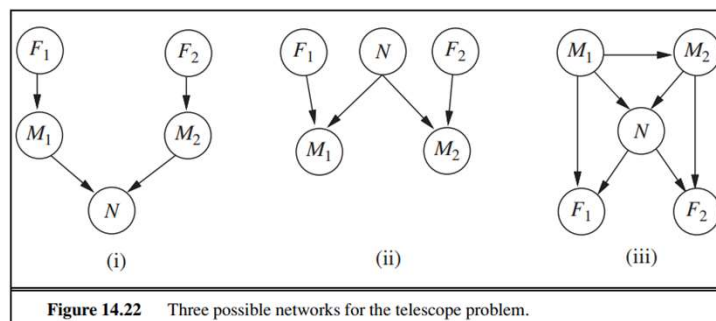 F1 F2 F1 N F2 M1 M2
M1 M2 M1 M2 N
N F1 F2
(i) (ii) (iii)
Figure 14.22 Three possible networks for the telescope problem.